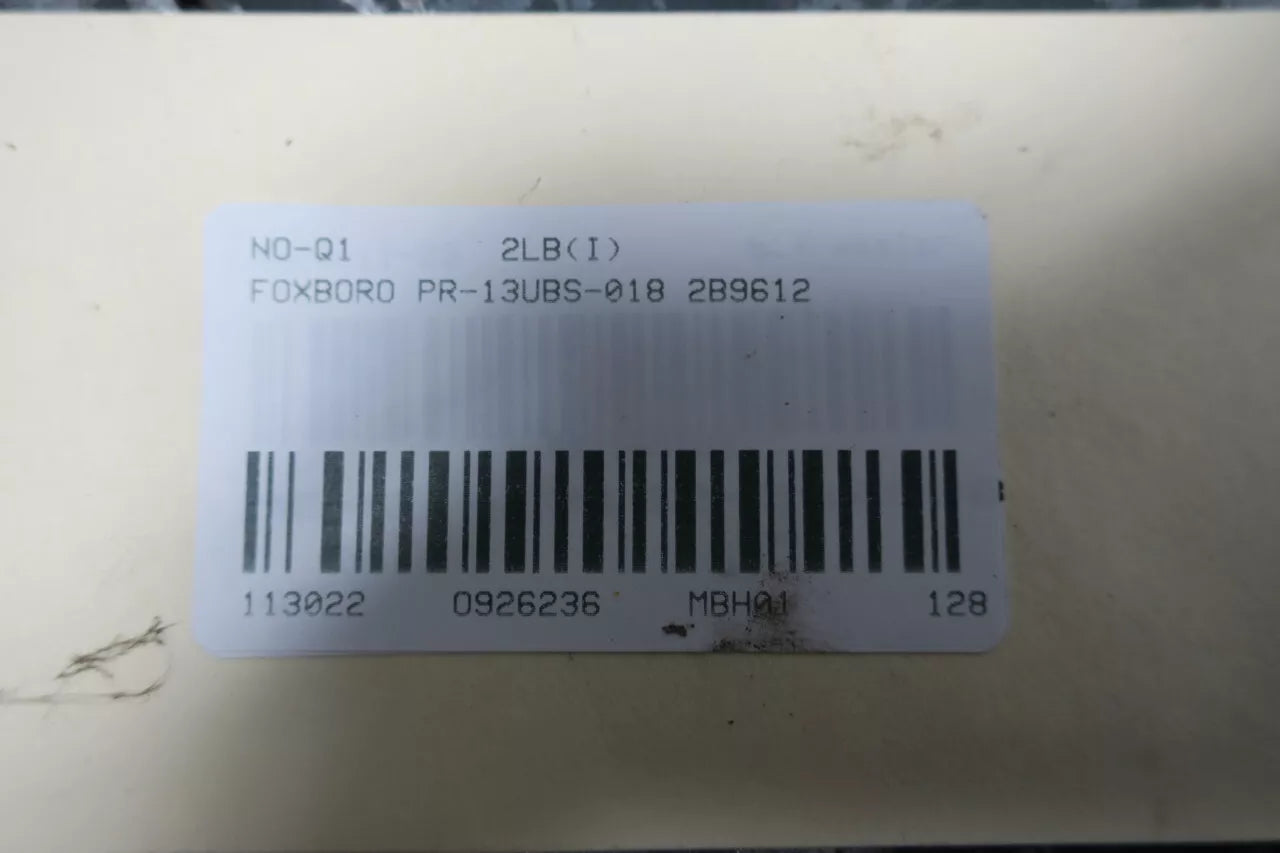 NO-Q1 2LB(I)
FOXBORO PR-13UBS-018 2B9612
113022 0926236 MBH01 128